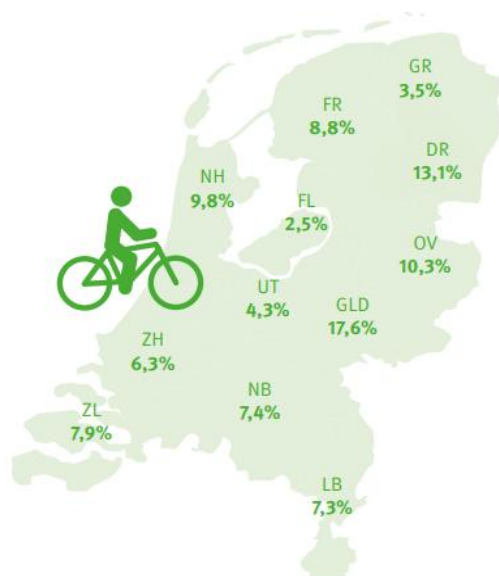 GR
3,5%
FR
8,8%
DR
13,1%
NH
9,8%
FL
2,5%
OV
10,3%
UT
4,3%
GLD
17,6%
ZH
6,3%
NB
7,4%
ZL
7,9%
LB
7,3%